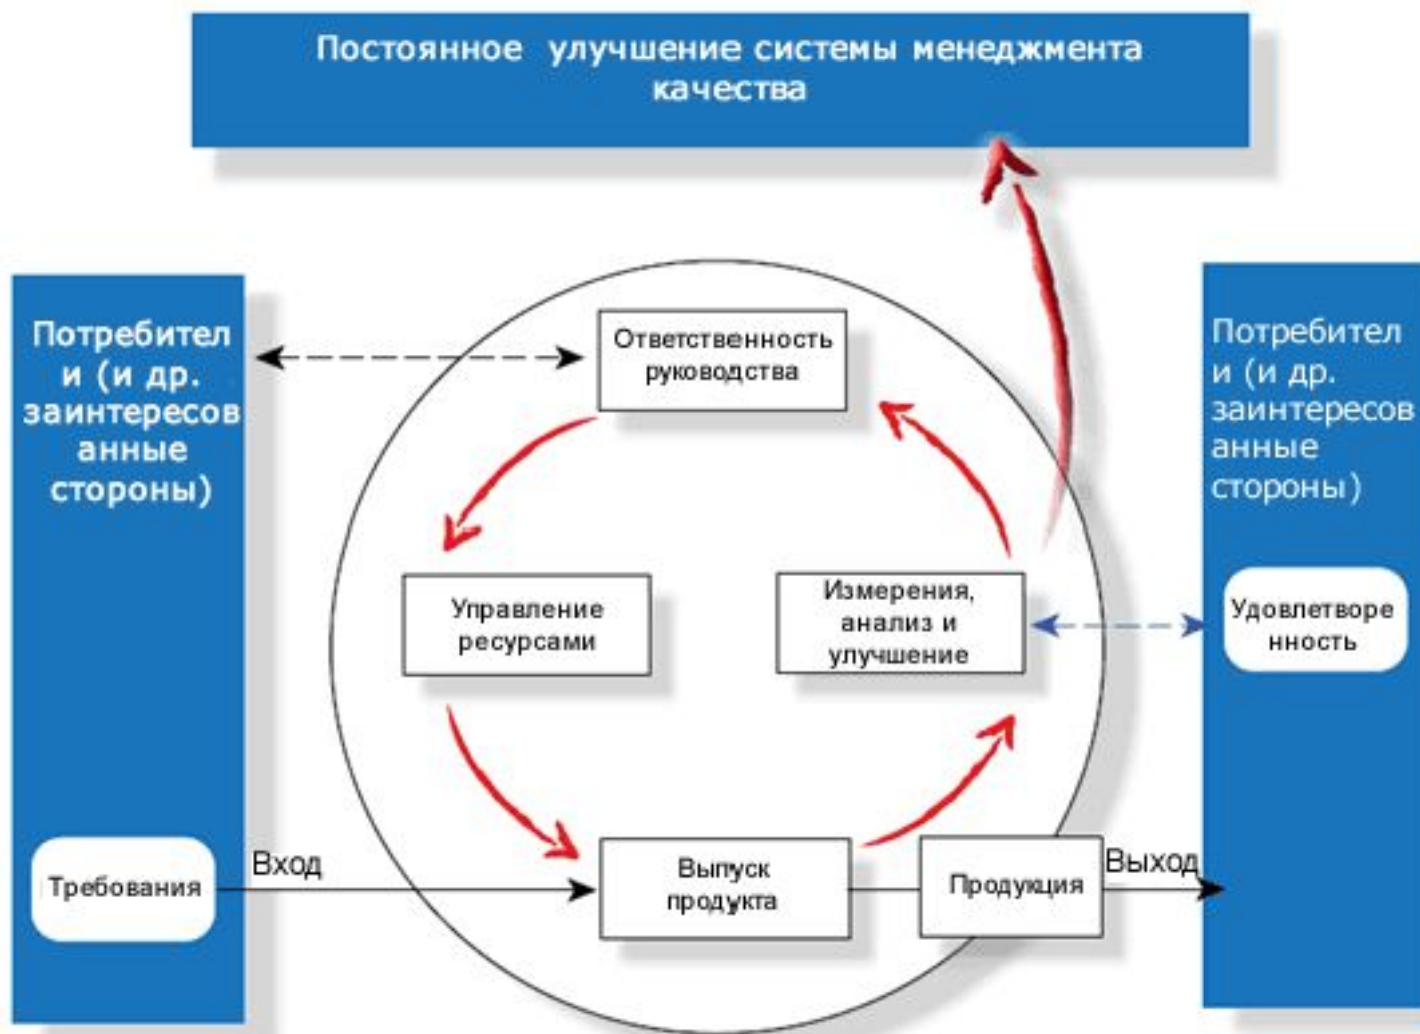 Постоянное улучшение системы менеджмента
качества
Потребител
и (и др.
заинтересов
анные
стороны)
Ответственность
руководства
Потребител
и (и др.
заинтересов
анные
стороны)
Управление
ресурсами
Измерения,
анализ и
улучшение
Удовлетворе
нность
Требования
Вход
Выпуск
продукта
Продукция
Выход